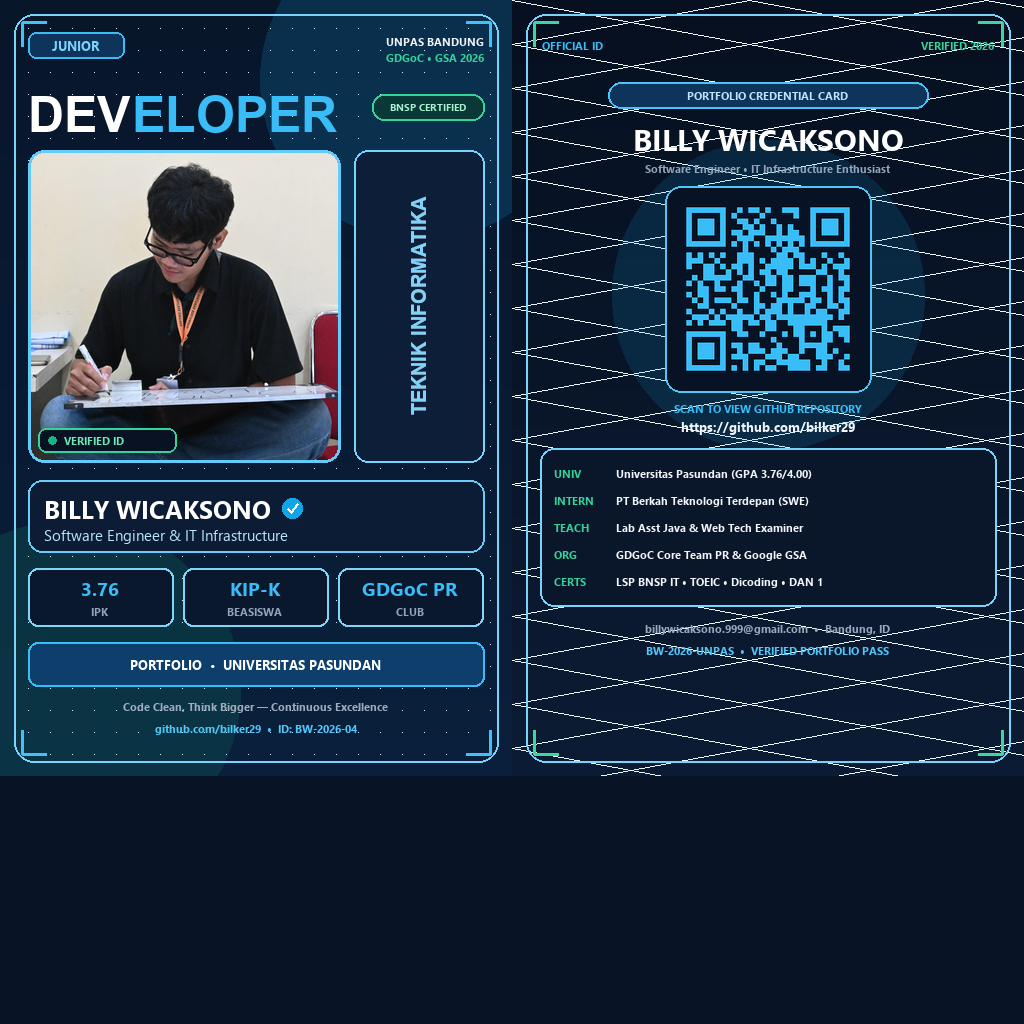 JUNIOR
UNPAS BANDUNG
GDGoC • GSA 2026
DEVELOPER
BNSP CERTIFIED
TEKNIK INFORMATIKA
VERIFIED ID
BILLY WICAKSONO
Software Engineer & IT Infrastructure
3.76
IPK
KIP-K
BEASISWA
GDGoC PR
CLUB
PORTFOLIO • UNIVERSITAS PASUNDAN
Code Clean, Think Bigger — Continuous Excellence
github.com/bilker29 • ID: BW-2026-04
OFFICIAL ID
VERIFIED 2026
PORTFOLIO CREDENTIAL CARD
BILLY WICAKSONO
Software Engineer • IT Infrastructure Enthusiast
SCAN TO VIEW GITHUB REPOSITORY
https://github.com/bilker29
UNIV Universitas Pasundan (GPA 3.76/4.00)
INTERN PT Berkah Teknologi Terdepan (SWE)
TEACH Lab Asst Java & Web Tech Examiner
ORG GDGoC Core Team PR & Google GSA
CERTS LSP BNSP IT • TOEIC • Dicoding • DAN 1
billywicaksono.999@gmail.com • Bandung, ID
BW-2026-UNPAS • VERIFIED PORTFOLIO PASS